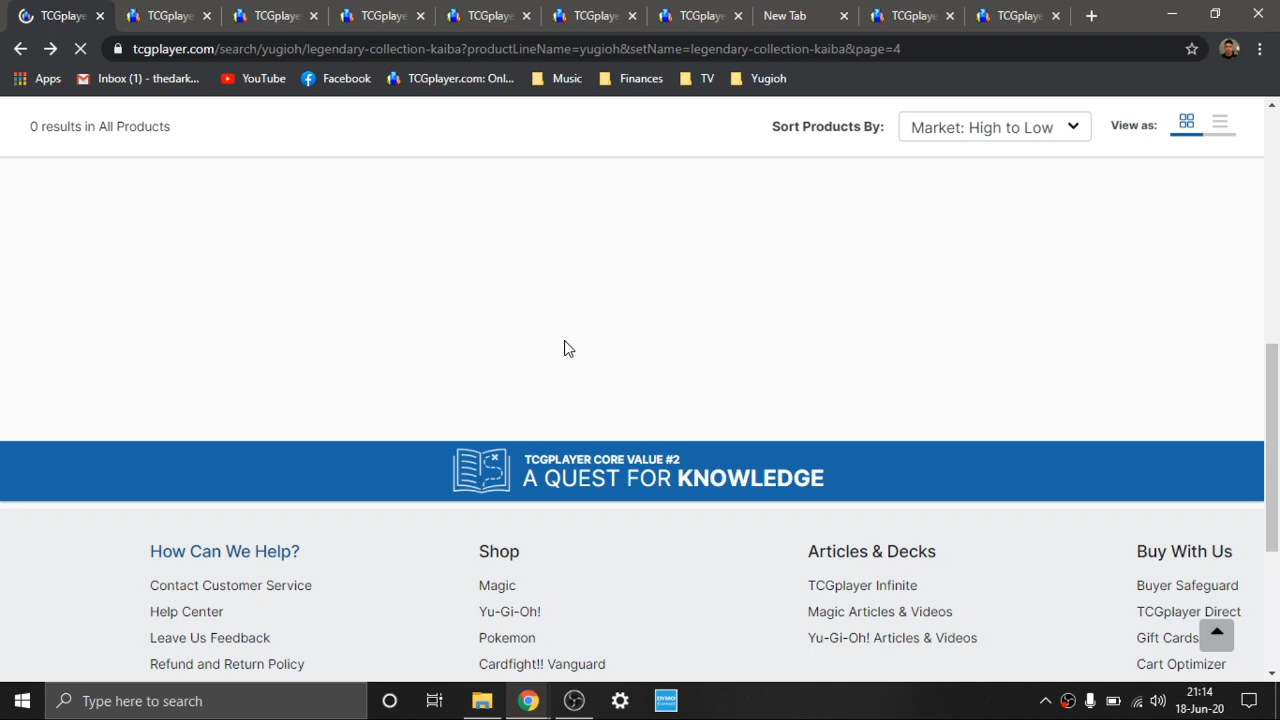 TCGplaye TCGplaye TCGplaye TCGplaye TCGplaye TCGplaye TCGplaye New Tab TCGplaye TCGplaye
tcgplayer.com/search/yugioh/legendary-collection-kaiba?productLineName=yugioh&setName=legendary-collection-kaiba&page=4
Apps Inbox (1) - thedark... YouTube Facebook TCGplayer.com: Onl... Music Finances TV Yugioh
0 results in All Products Sort Products By: Market: High to Low View as:
TCGPLAYER CORE VALUE #2
A QUEST FOR KNOWLEDGE
How Can We Help? Shop Articles & Decks Buy With Us
Contact Customer Service Magic TCGplayer Infinite Buyer Safeguard
Help Center Yu-Gi-Oh! Magic Articles & Videos TCGplayer Direct
Leave Us Feedback Pokemon Yu-Gi-Oh! Articles & Videos Gift Cards
Refund and Return Policy Cardfight!! Vanguard Cart Optimizer
Type here to search 21:14
18-Jun-20